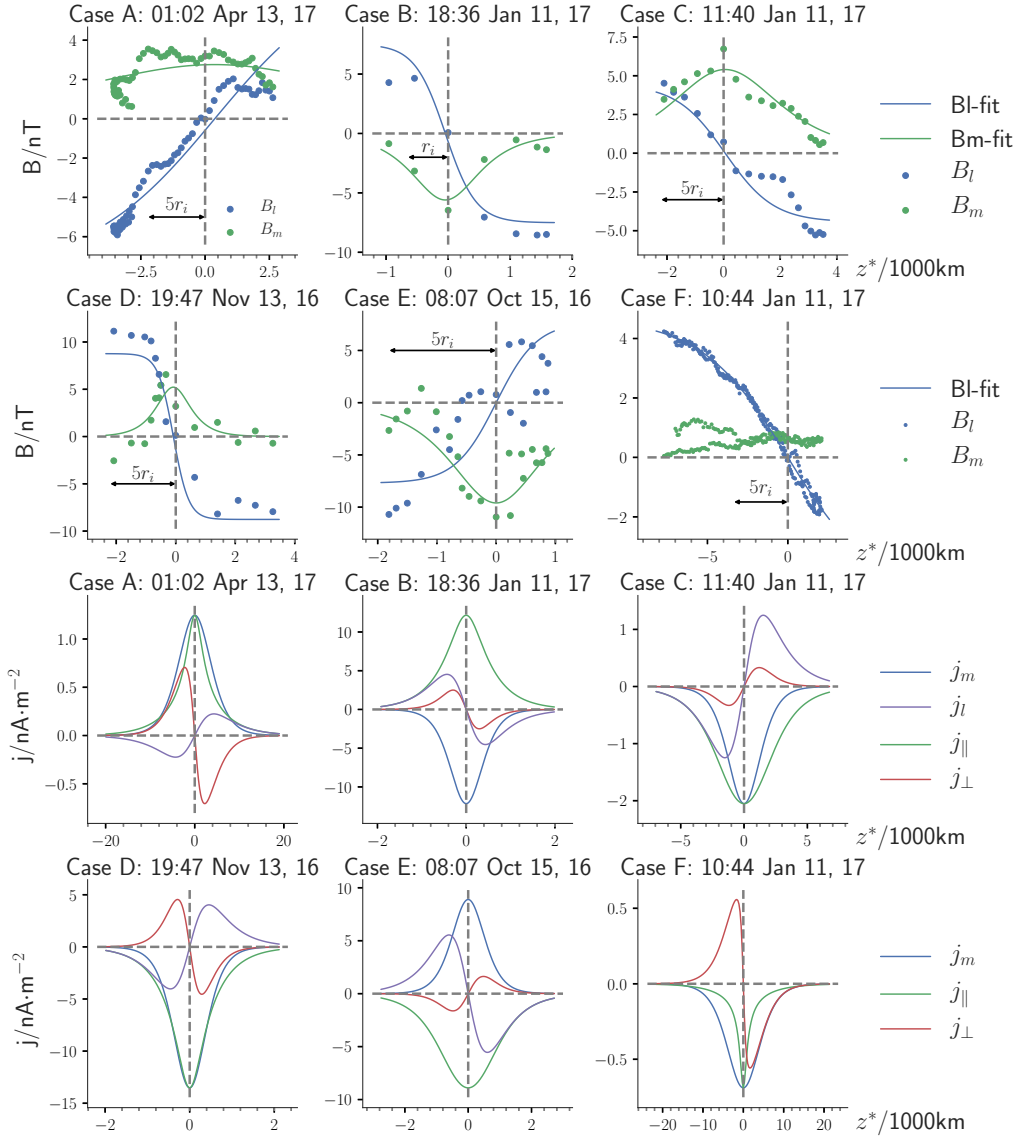 Case A: 01:02 Apr 13, 17
Case B: 18:36 Jan 11, 17
Case C: 11:40 Jan 11, 17
B/nT
4
2
0
−2
−4
−6
−2.5
0.0
2.5
5r_i
B_l
B_m
5
0
−5
−10
−1
0
1
2
r_i
5.0
2.5
0.0
−2.5
−5.0
−2
0
2
4
5r_i
z*/1000km
Bl-fit
Bm-fit
B_l
B_m
Case D: 19:47 Nov 13, 16
Case E: 08:07 Oct 15, 16
Case F: 10:44 Jan 11, 17
B/nT
10
5
0
−5
−10
−2
0
2
4
5r_i
5
0
−5
−10
−1
0
1
5r_i
4
2
0
−2
−5
0
5r_i
z*/1000km
Bl-fit
B_l
B_m
Case A: 01:02 Apr 13, 17
Case B: 18:36 Jan 11, 17
Case C: 11:40 Jan 11, 17
j/nA·m⁻²
1.0
0.5
0.0
−0.5
−20
0
20
10
5
0
−5
−10
−2
0
2
1
0
−1
−2
−5
0
5
z*/1000km
j_m
j_l
j_∥
j_⊥
Case D: 19:47 Nov 13, 16
Case E: 08:07 Oct 15, 16
Case F: 10:44 Jan 11, 17
j/nA·m⁻²
5
0
−5
−10
−15
−2
0
2
10
5
0
−5
−10
−2
0
2
0.5
0.0
−0.5
−20
−10
0
10
20
z*/1000km
j_m
j_∥
j_⊥